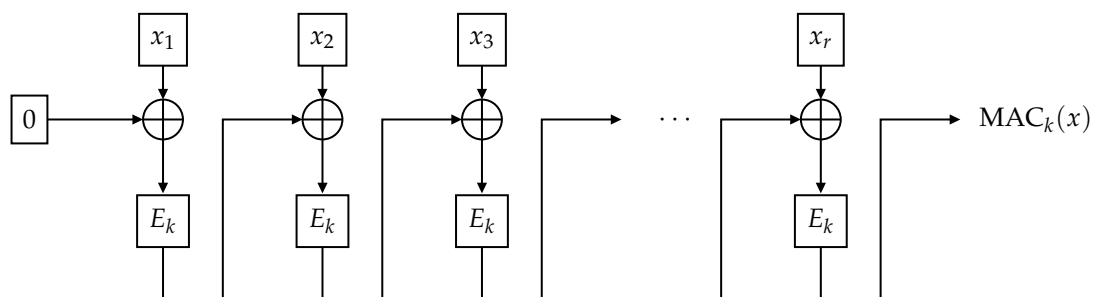 x₁ x₂ x₃ xᵣ
0 ⋯ MACₖ(x)
Eₖ Eₖ Eₖ Eₖ